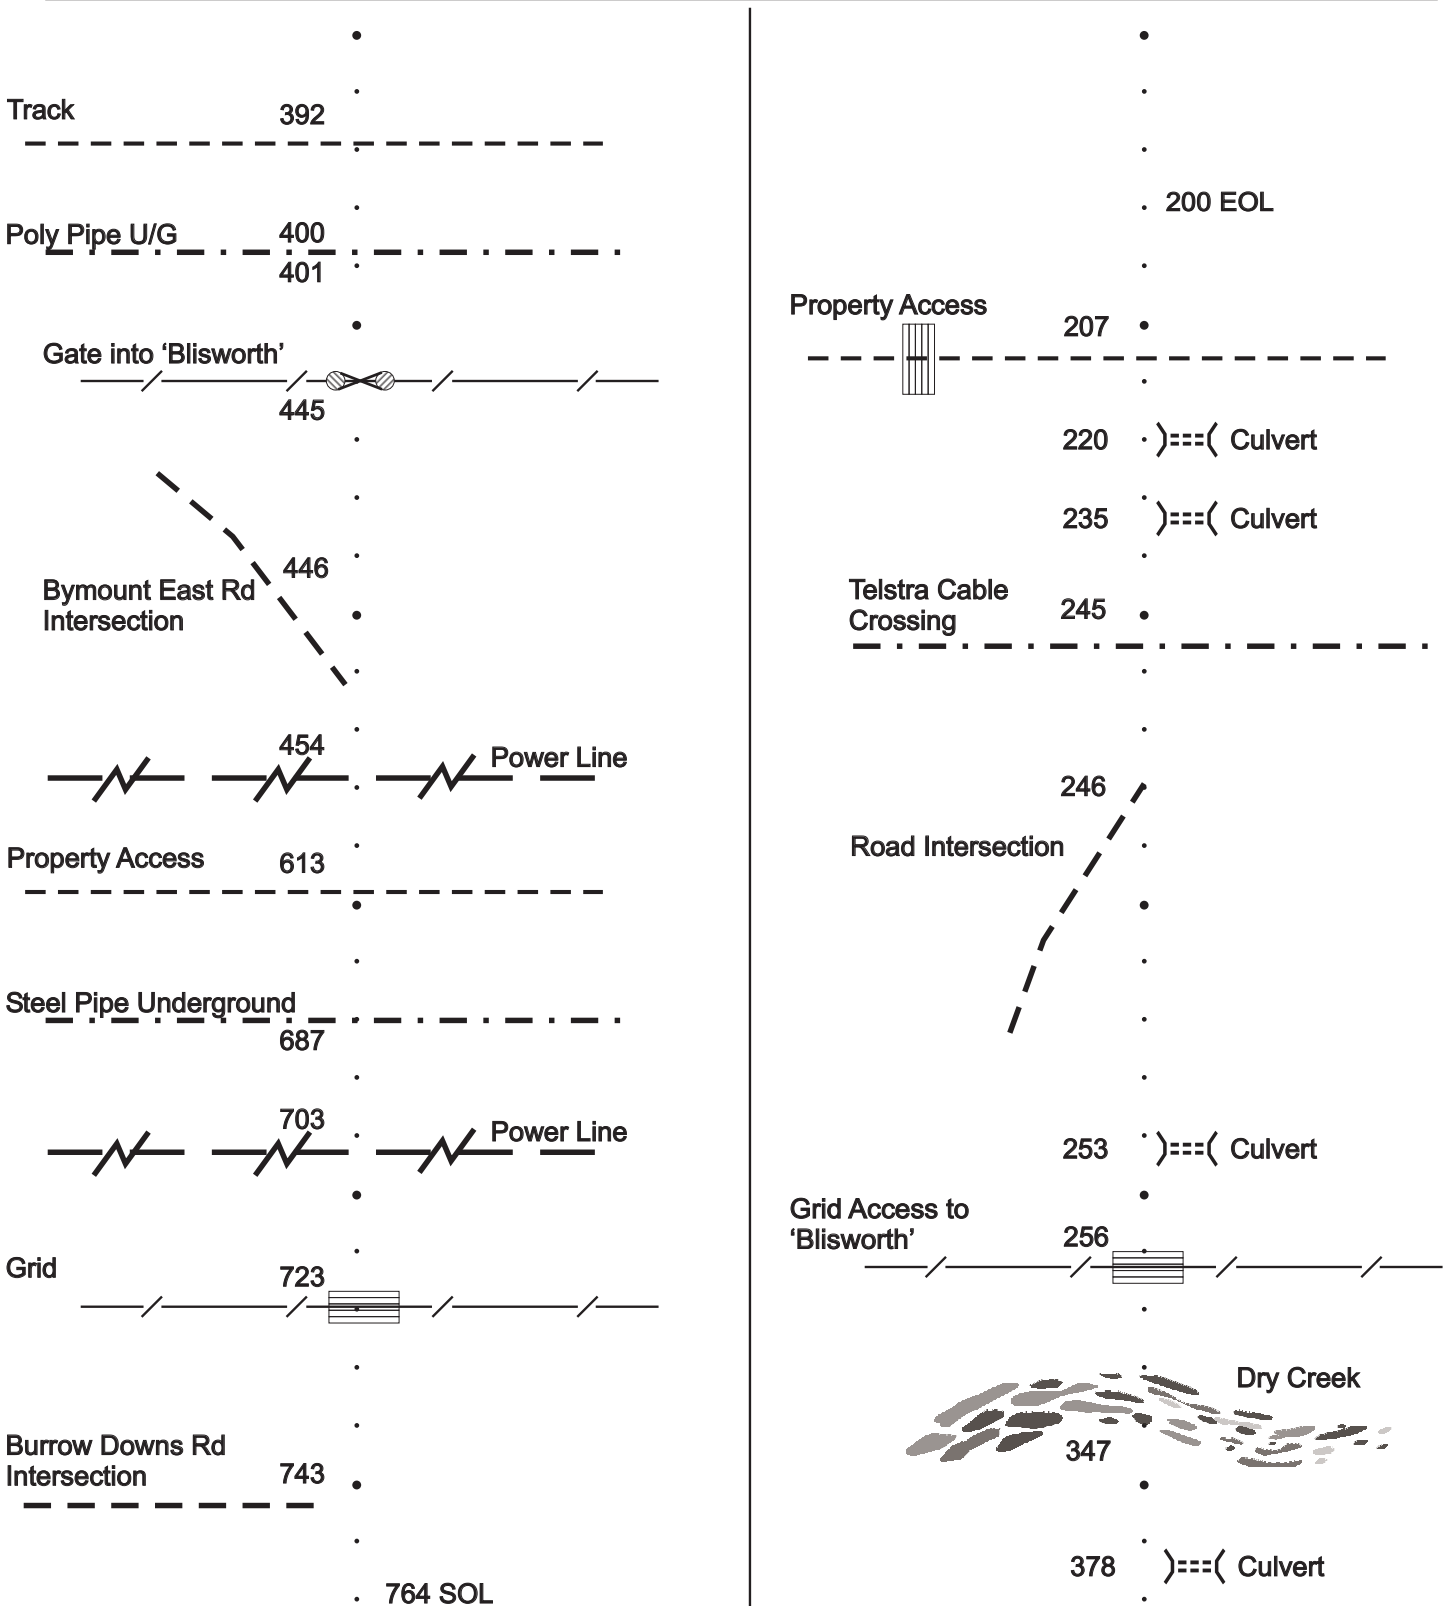 Track
392
Poly Pipe U/G
400
401
Gate into ‘Blisworth’
445
446
Bymount East Rd
Intersection
454
Power Line
Property Access
613
Steel Pipe Underground
687
703
Power Line
Grid
723
Burrow Downs Rd
Intersection
743
764 SOL
200 EOL
Property Access
207
220
Culvert
235
Culvert
Telstra Cable
Crossing
245
246
Road Intersection
253
Culvert
Grid Access to
‘Blisworth’
256
Dry Creek
347
378
Culvert